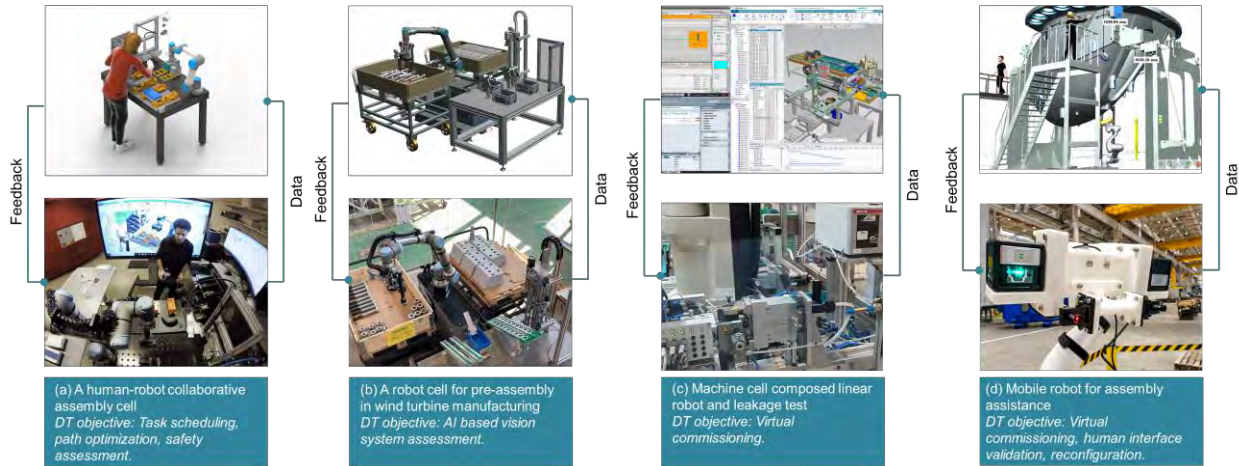 Feedback
Data
(a) A human-robot collaborative
assembly cell
DT objective: Task scheduling,
path optimization, safety
assessment.
Feedback
Data
(b) A robot cell for pre-assembly
in wind turbine manufacturing
DT objective: AI based vision
system assessment.
Feedback
Data
(c) Machine cell composed linear
robot and leakage test
DT objective: Virtual
commissioning.
Feedback
Data
(d) Mobile robot for assembly
assistance
DT objective: Virtual
commissioning, human interface
validation, reconfiguration.